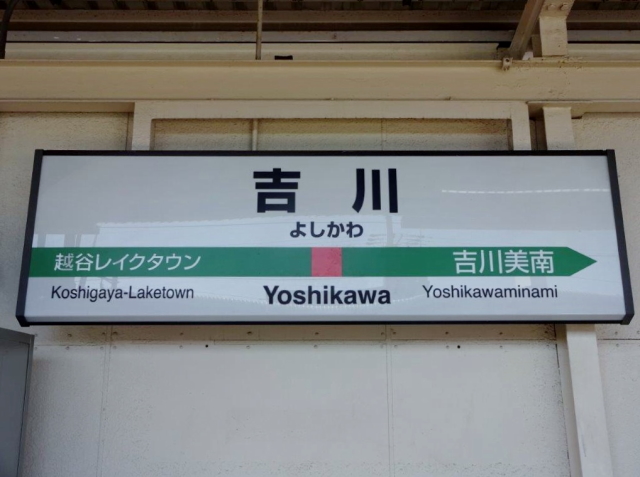 吉川
よしかわ
越谷レイクタウン 吉川美南
Koshigaya-Laketown Yoshikawa Yoshikawaminami